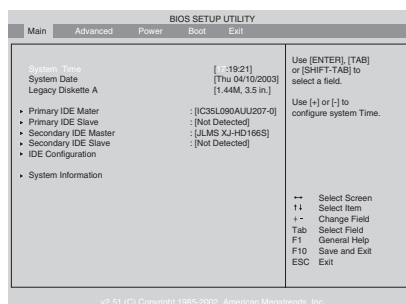 BIOS SETUP UTILITY
Main Advanced Power Boot Exit
System Time [17:19:21]
System Date [Thu 04/10/2003]
Legacy Diskette A [1.44M, 3.5 in.]
Primary IDE Mater : [IC35L090AUU207-0]
Primary IDE Slave : [Not Detected]
Secondary IDE Master : [JLMS XJ-HD166S]
Secondary IDE Slave : [Not Detected]
IDE Configuration
System Information
Use [ENTER], [TAB]
or [SHIFT-TAB] to
select a field.
Use [+] or [-] to
configure system Time.
↔ Select Screen
↑↓ Select Item
+ - Change Field
Tab Select Field
F1 General Help
F10 Save and Exit
ESC Exit
v2.51 (C) Copyright 1985-2002, American Megatrends, Inc.